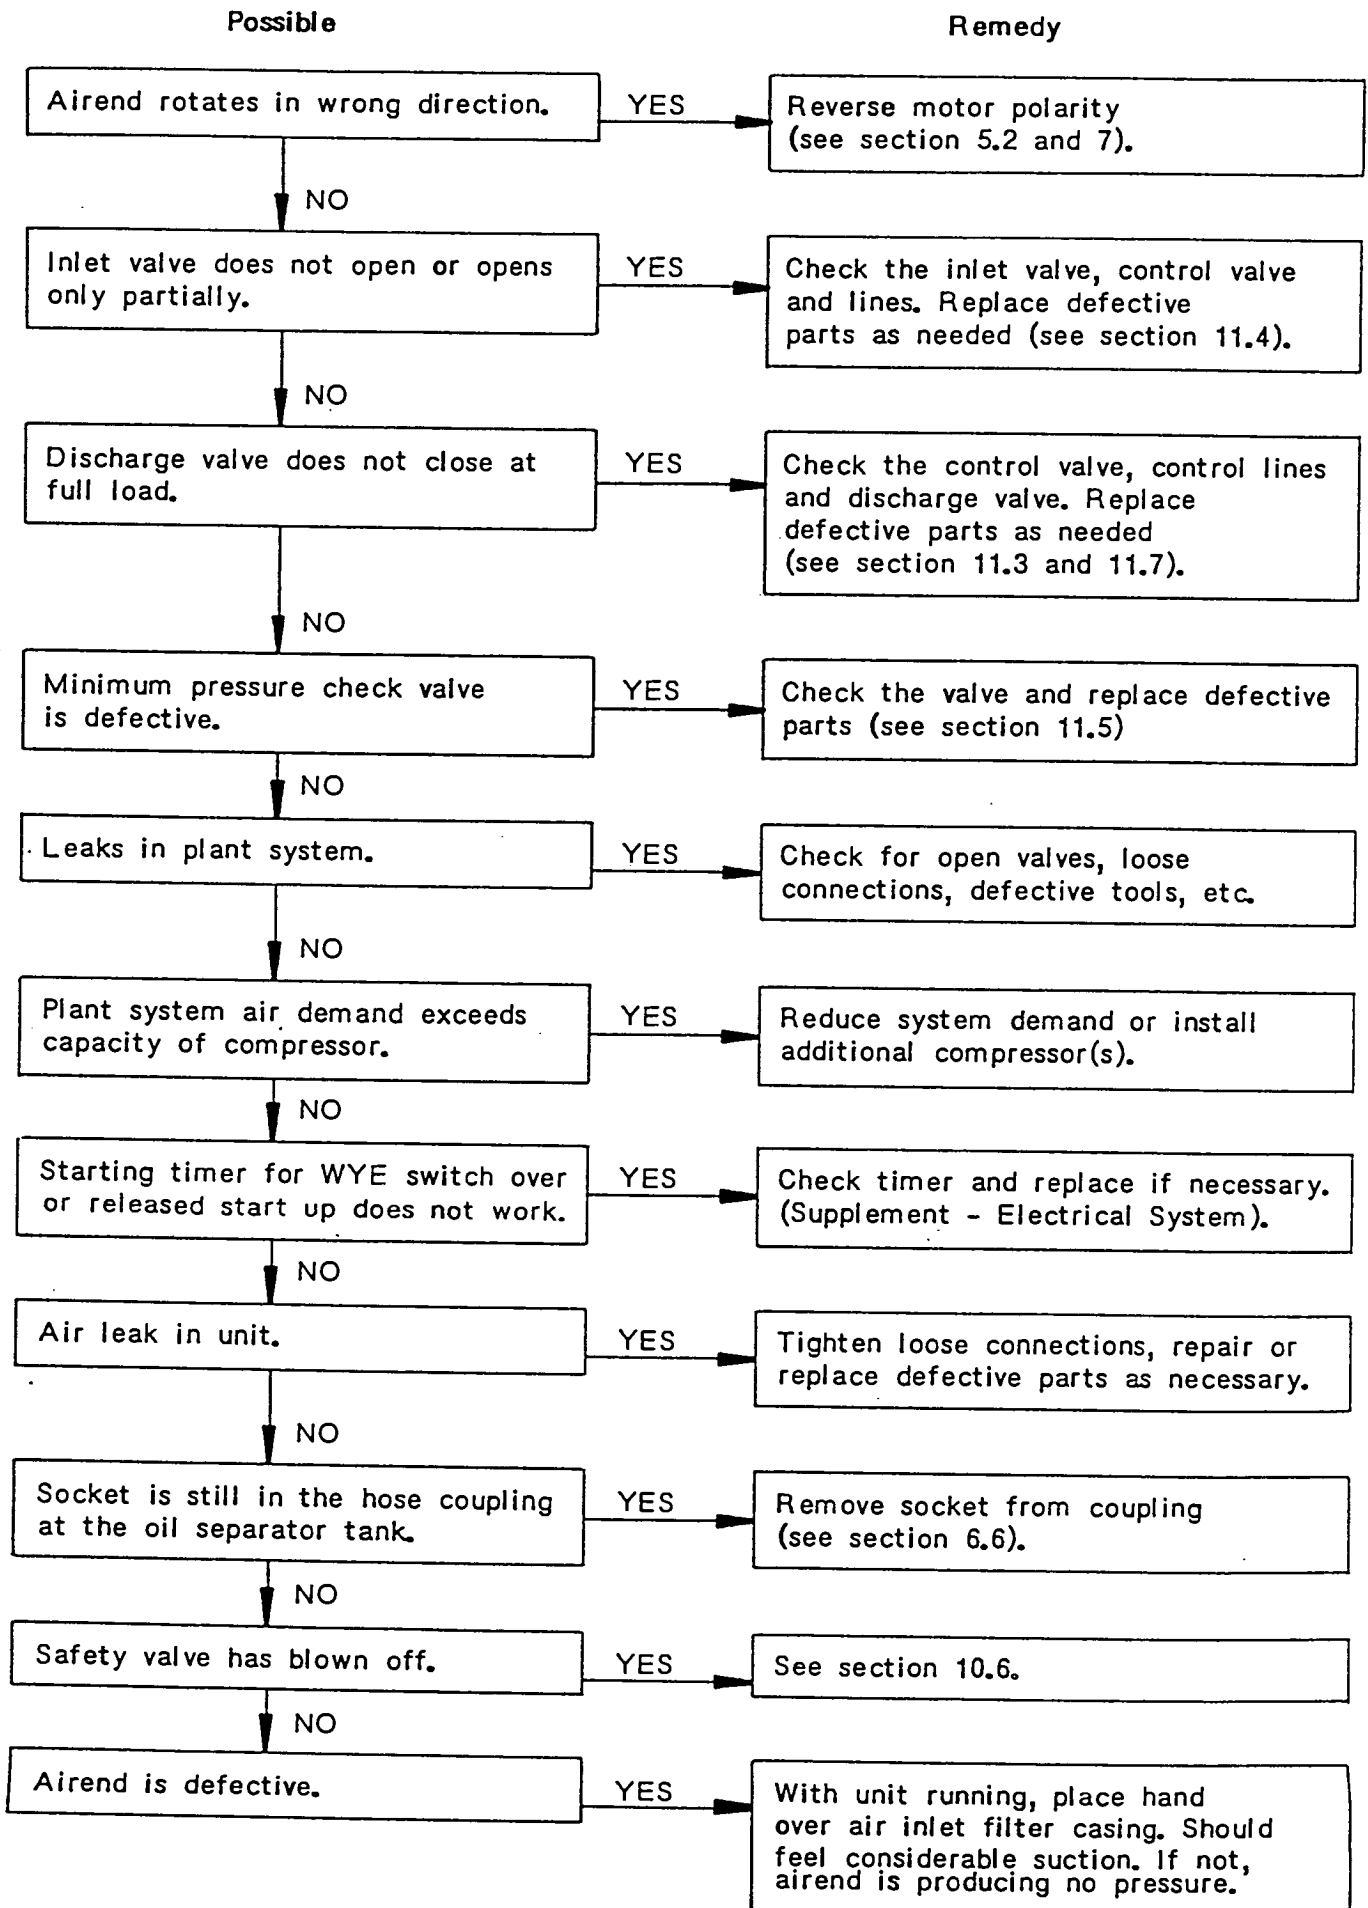 Possible
Remedy
Airend rotates in wrong direction.
YES
Reverse motor polarity
(see section 5.2 and 7).
NO
Inlet valve does not open or opens
only partially.
YES
Check the inlet valve, control valve
and lines. Replace defective
parts as needed (see section 11.4).
NO
Discharge valve does not close at
full load.
YES
Check the control valve, control lines
and discharge valve. Replace
defective parts as needed
(see section 11.3 and 11.7).
NO
Minimum pressure check valve
is defective.
YES
Check the valve and replace defective
parts (see section 11.5)
NO
Leaks in plant system.
YES
Check for open valves, loose
connections, defective tools, etc.
NO
Plant system air demand exceeds
capacity of compressor.
YES
Reduce system demand or install
additional compressor(s).
NO
Starting timer for WYE switch over
or released start up does not work.
YES
Check timer and replace if necessary.
(Supplement - Electrical System).
NO
Air leak in unit.
YES
Tighten loose connections, repair or
replace defective parts as necessary.
NO
Socket is still in the hose coupling
at the oil separator tank.
YES
Remove socket from coupling
(see section 6.6).
NO
Safety valve has blown off.
YES
See section 10.6.
NO
Airend is defective.
YES
With unit running, place hand
over air inlet filter casing. Should
feel considerable suction. If not,
airend is producing no pressure.